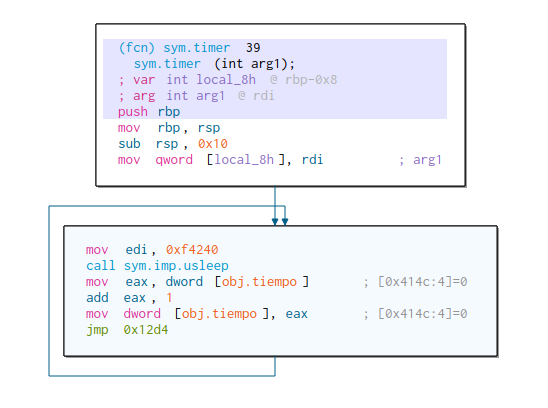 (fcn) sym.timer 39
sym.timer (int arg1);
; var int local_8h @ rbp-0x8
; arg int arg1 @ rdi
push rbp
mov rbp, rsp
sub rsp, 0x10
mov qword [local_8h], rdi ; arg1
mov edi, 0xf4240
call sym.imp.usleep
mov eax, dword [obj.tiempo] ; [0x414c:4]=0
add eax, 1
mov dword [obj.tiempo], eax ; [0x414c:4]=0
jmp 0x12d4